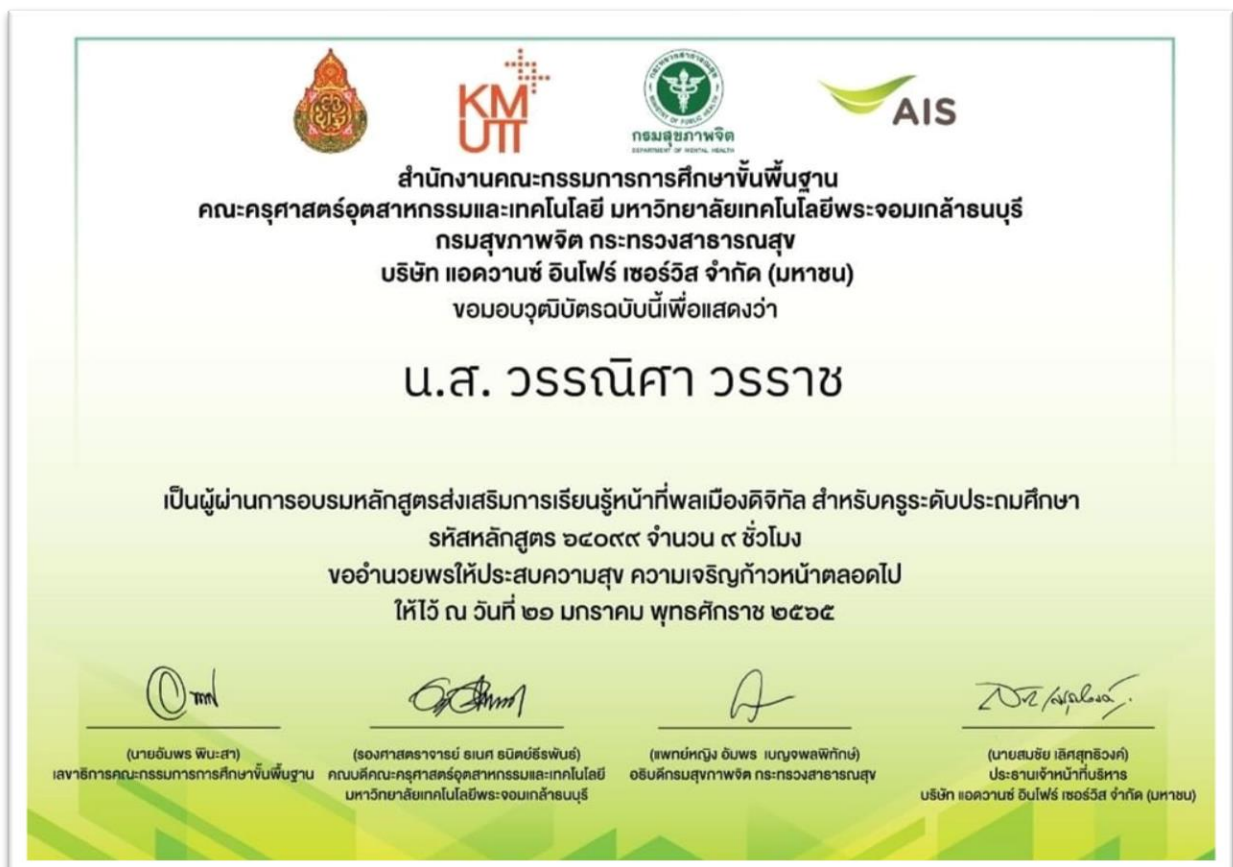 KM
UTT
กระทรวงสาธารณสุข
MINISTRY OF PUBLIC HEALTH
กรมสุขภาพจิต
DEPARTMENT OF MENTAL HEALTH
AIS
สำนักงานคณะกรรมการการศึกษาขั้นพื้นฐาน
คณะครุศาสตร์อุตสาหกรรมและเทคโนโลยี มหาวิทยาลัยเทคโนโลยีพระจอมเกล้าธนบุรี
กรมสุขภาพจิต กระทรวงสาธารณสุข
บริษัท แอดวานซ์ อินโฟร์ เซอร์วิส จำกัด (มหาชน)
ขอมอบวุฒิบัตรฉบับนี้เพื่อแสดงว่า
น.ส. วรรณิศา วรราช
เป็นผู้ผ่านการอบรมหลักสูตรส่งเสริมการเรียนรู้หน้าที่พลเมืองดิจิทัล สำหรับครูระดับประถมศึกษา
รหัสหลักสูตร ๖๔๐๙๙ จำนวน ๙ ชั่วโมง
ขออำนวยพรให้ประสบความสุข ความเจริญก้าวหน้าตลอดไป
ให้ไว้ ณ วันที่ ๒๑ มกราคม พุทธศักราช ๒๕๖๕
(นายอัมพร พินะสา)
เลขาธิการคณะกรรมการการศึกษาขั้นพื้นฐาน
(รองศาสตราจารย์ ธเนศ ธนิตย์ธีรพันธ์)
คณบดีคณะครุศาสตร์อุตสาหกรรมและเทคโนโลยี
มหาวิทยาลัยเทคโนโลยีพระจอมเกล้าธนบุรี
(แพทย์หญิง อัมพร เบญจพลพิทักษ์)
อธิบดีกรมสุขภาพจิต กระทรวงสาธารณสุข
(นายสมชัย เลิศสุทธิวงค์)
ประธานเจ้าหน้าที่บริหาร
บริษัท แอดวานซ์ อินโฟร์ เซอร์วิส จำกัด (มหาชน)